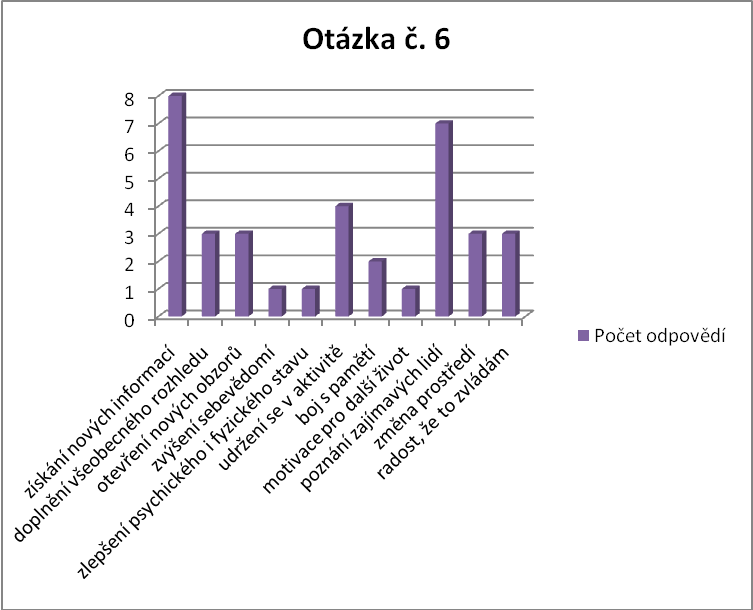 Otázka č. 6
8
7
6
5
4
3
2
1
0
získání nových informací
doplnění všeobecného rozhledu
otevření nových obzorů
zvýšení sebevědomí
zlepšení psychického i fyzického stavu
udržení se v aktivitě
boj s pamětí
motivace pro další život
poznání zajímavých lidí
změna prostředí
radost, že to zvládám
Počet odpovědí